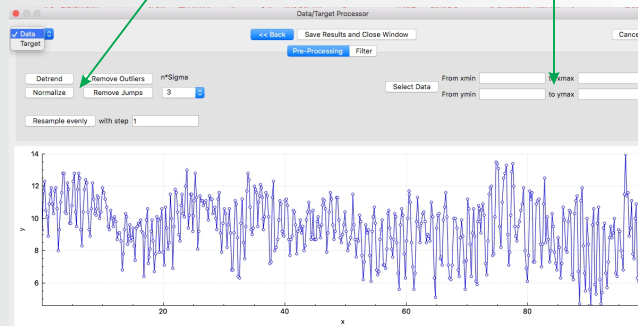 Data/Target Processor
✓ Data
Target
<< Back
Save Results and Close Window
Cance
Pre-Processing
Filter
Detrend
Remove Outliers
n*Sigma
Normalize
Remove Jumps
3
Select Data
From xmin
to xmax
From ymin
to ymax
Resample evenly
with step
1
14
12
10
8
6
y
20
40
60
80
x